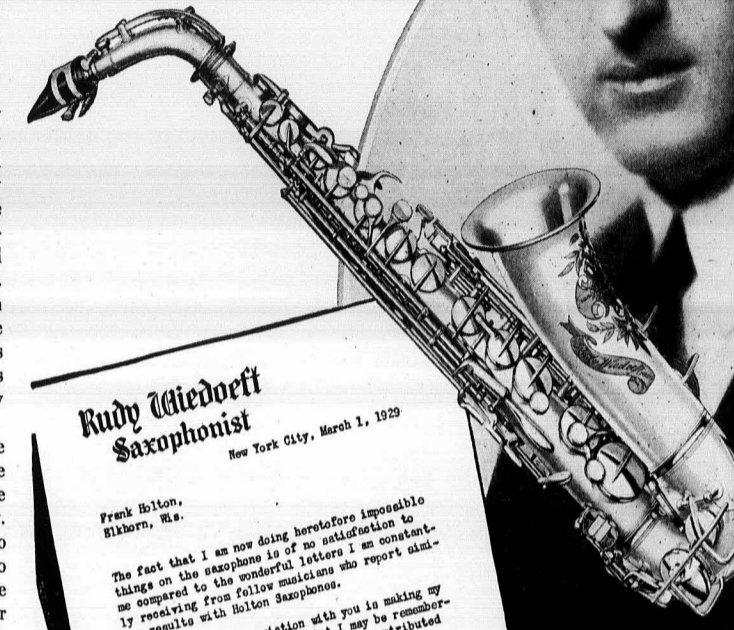 Rudy Wiedoeft
Saxophonist
New York City, March 1, 1929
Frank Holton,
Elkhorn, Wis.
The fact that I am now doing heretofore impossible
things on the saxophone is of no satisfaction to
me compared to the wonderful letters I am constant-
ly receiving from fellow musicians who report simi-
results with Holton Saxophones.
with you is making my
I may be remember-